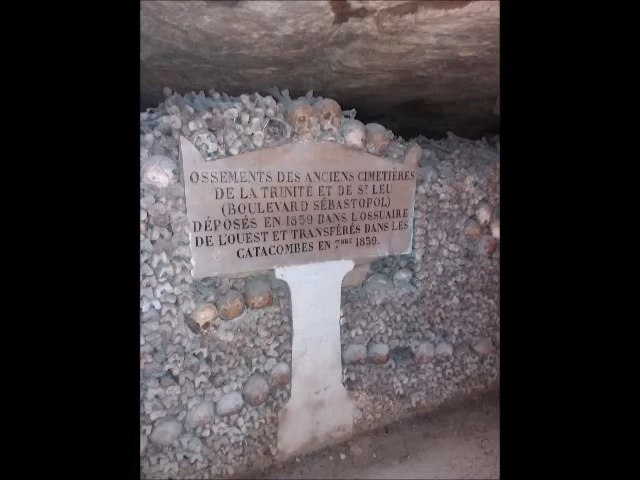 OSSEMENTS DES ANCIENS CIMETIÈRES
DE LA TRINITÉ ET DE ST LEU
(BOULEVARD SÉBASTOPOL)
DÉPOSÉS EN 1859 DANS L'OSSUAIRE
DE L'OUEST ET TRANSFÉRÉS DANS LES
CATACOMBES EN 7BRE 1859.